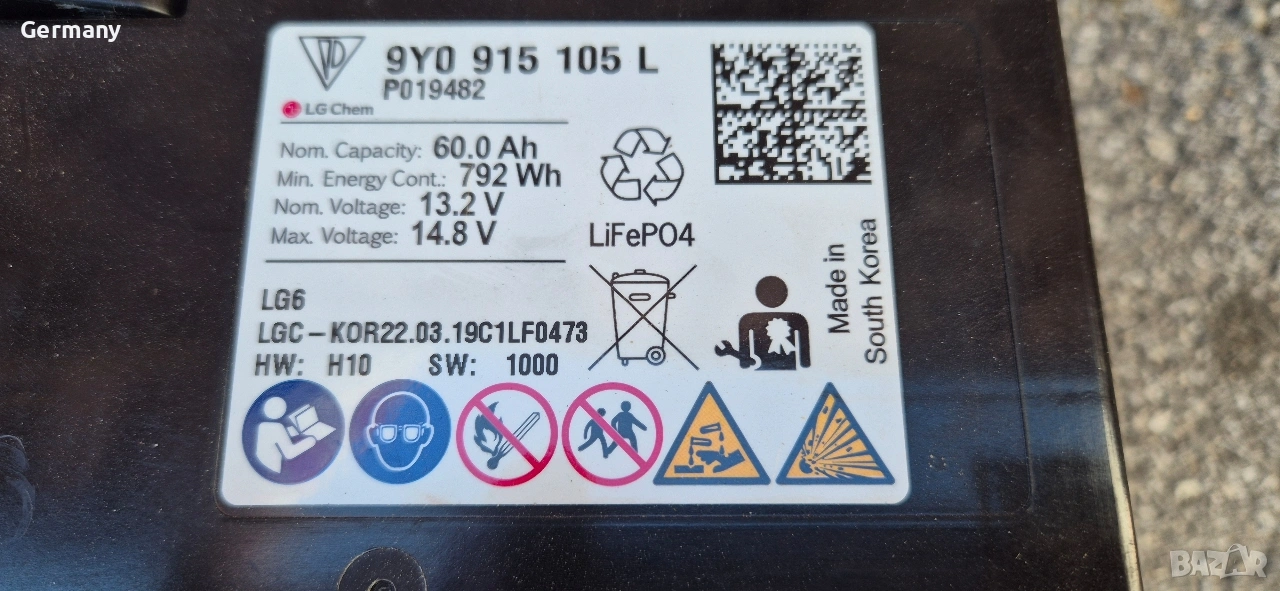 Germany
9Y0 915 105 L
P019482
LG Chem
Nom. Capacity: 60.0 Ah
Min. Energy Cont.: 792 Wh
Nom. Voltage: 13.2 V
Max. Voltage: 14.8 V
LiFePO4
Made in
South Korea
LG6
LGC-KOR22.03.19C1LF0473
HW: H10 SW: 1000
BAZAR